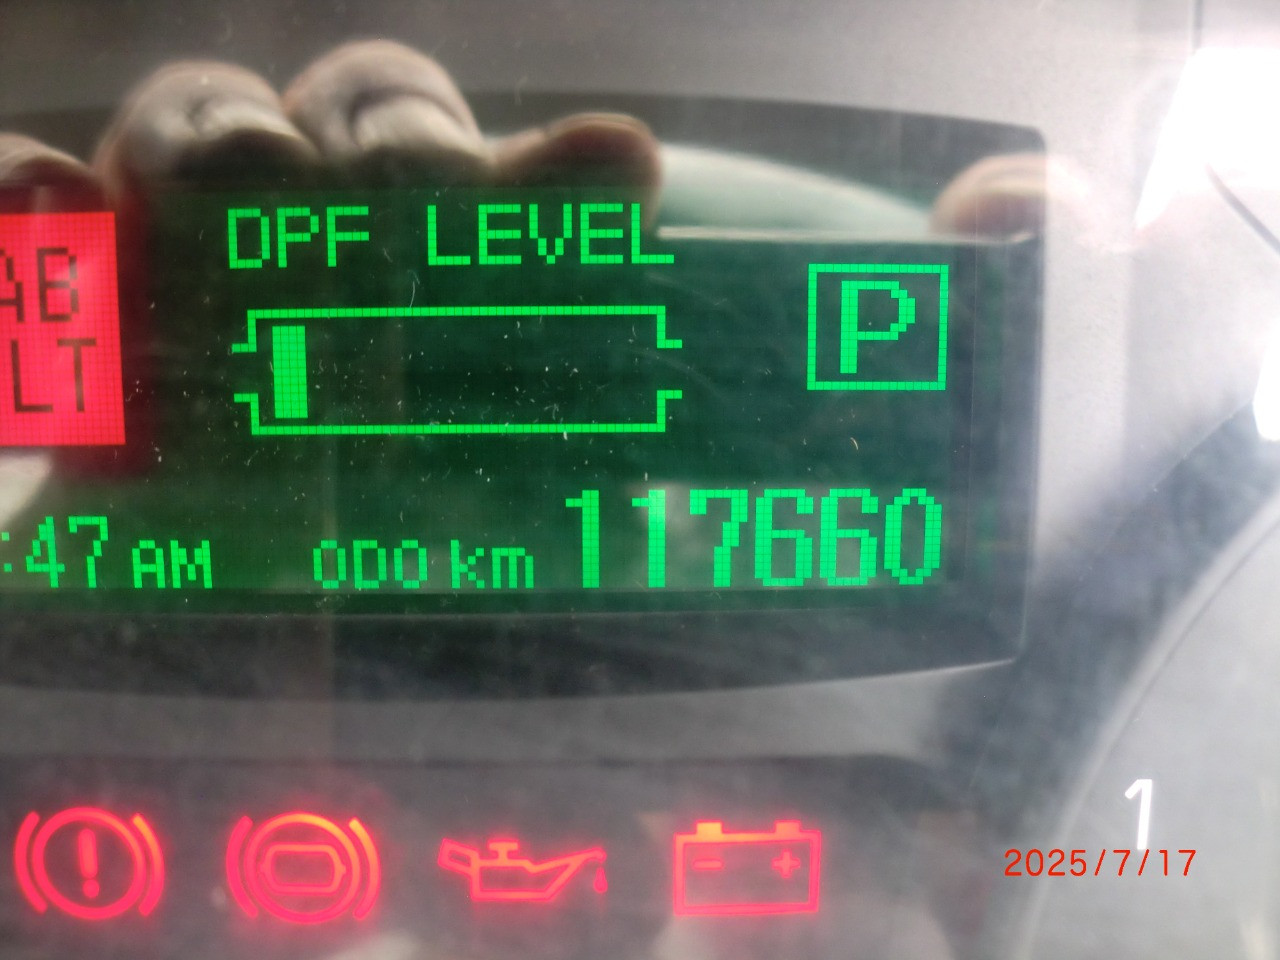 DPF LEVEL
AB
LT
P
:47 AM ODO km 117660
1
2025/7/17